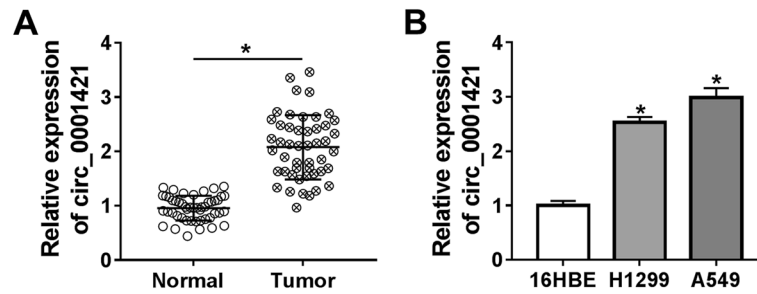 A
Relative expression
of circ_0001421
4
3
2
1
0
*
Normal Tumor
B
Relative expression
of circ_0001421
4
3
2
1
0
* *
16HBE H1299 A549